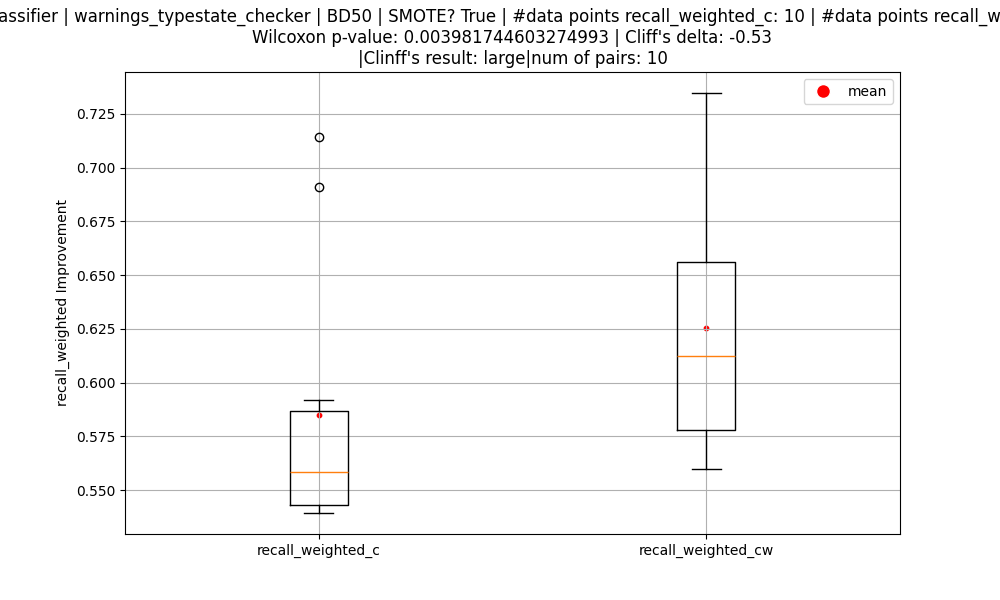 assifier | warnings_typestate_checker | BD50 | SMOTE? True | #data points recall_weighted_c: 10 | #data points recall_w
Wilcoxon p-value: 0.003981744603274993 | Cliff's delta: -0.53
|Clinff's result: large|num of pairs: 10
mean
0.725
0.700
0.675
0.650
0.625
0.600
0.575
0.550
recall_weighted Improvement
recall_weighted_c
recall_weighted_cw